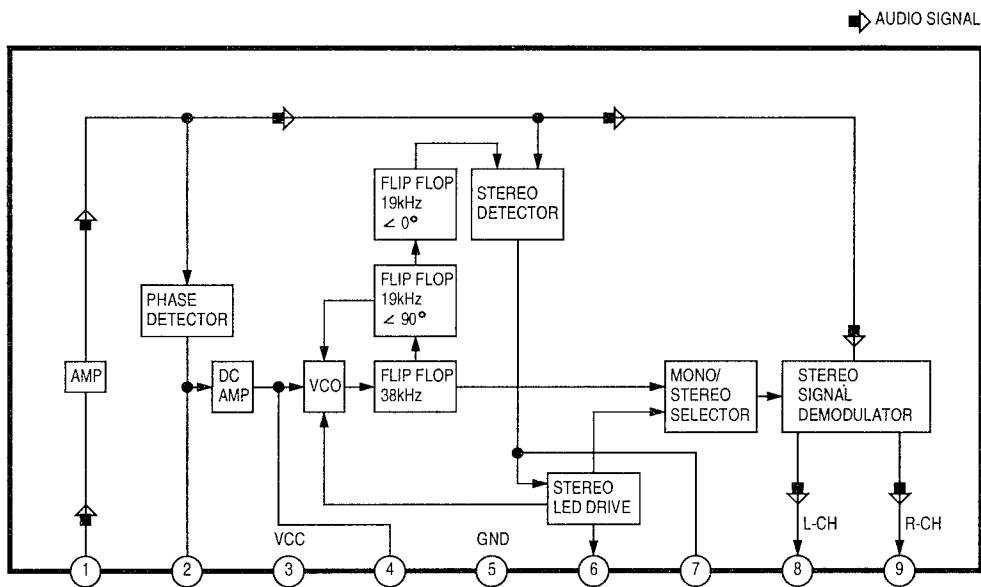 AUDIO SIGNAL
FLIP FLOP
19kHz
∠ 0°
STEREO
DETECTOR
FLIP FLOP
19kHz
∠ 90°
PHASE
DETECTOR
AMP
DC
AMP
VCO
FLIP FLOP
38kHz
MONO/
STEREO
SELECTOR
STEREO
SIGNAL
DEMODULATOR
STEREO
LED DRIVE
L-CH
R-CH
VCC
GND
1
2
3
4
5
6
7
8
9